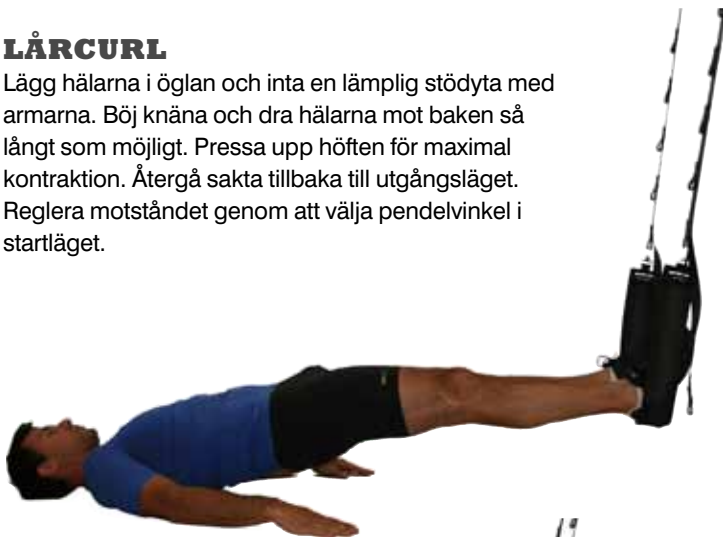 LÅRCURL
Lägg hälarna i öglan och inta en lämplig stödyta med
armarna. Böj knäna och dra hälarna mot baken så
långt som möjligt. Pressa upp höften för maximal
kontraktion. Återgå sakta tillbaka till utgångsläget.
Reglera motståndet genom att välja pendelvinkel i
startläget.